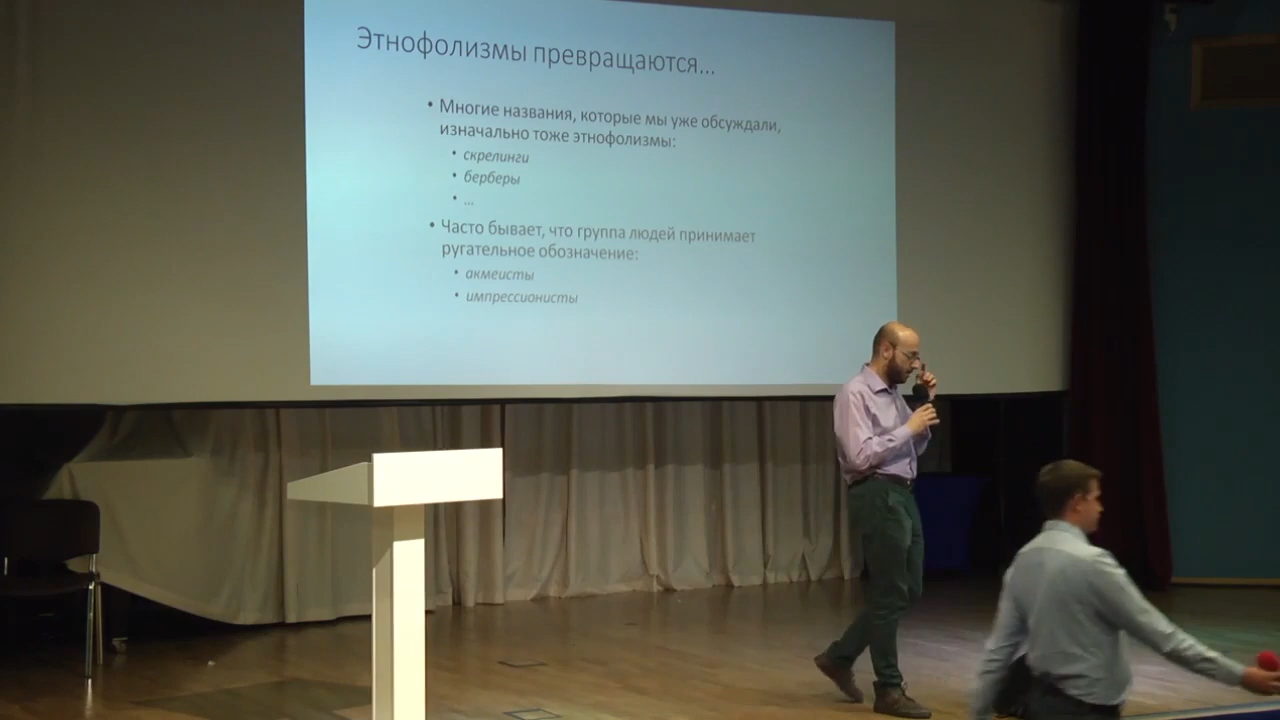 Этнофолизмы превращаются...
• Многие названия, которые мы уже обсуждали,
изначально тоже этнофолизмы:
• скрелинги
• берберы
• ...
• Часто бывает, что группа людей принимает
ругательное обозначение:
• акмеисты
• импрессионисты